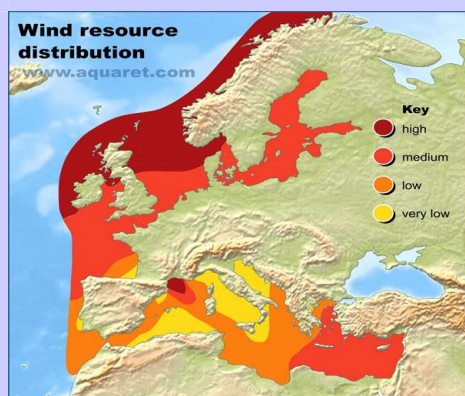 Wind resource
distribution
www.aquaret.com
Key
high
medium
low
very low